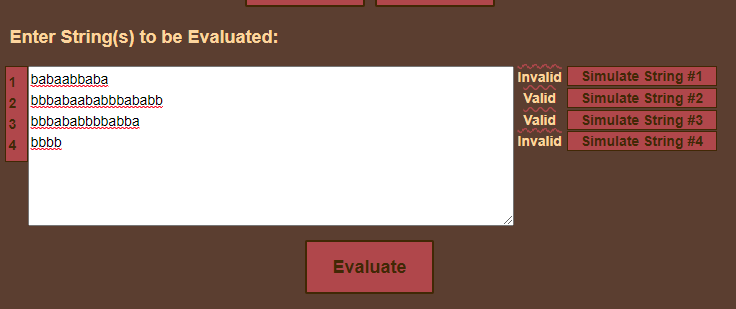 Enter String(s) to be Evaluated:
1 babaabbaba Invalid Simulate String #1
2 bbbabaababbbababb Valid Simulate String #2
3 bbbababbbbabba Valid Simulate String #3
4 bbbb Invalid Simulate String #4
Evaluate